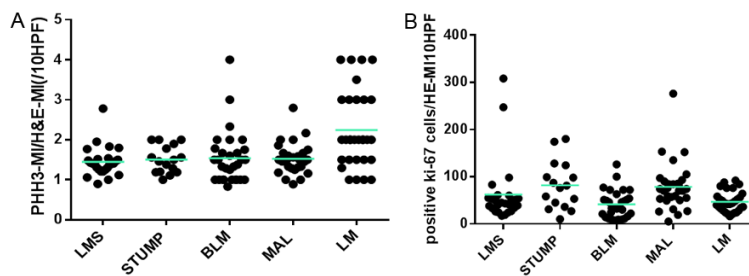 A
PHH3-MI/H&E-MI(/10HPF)
5
4
3
2
1
0
LMS
STUMP
BLM
MAL
LM
B
positive ki-67 cells/HE-MI10HPF
400
300
200
100
0
LMS
STUMP
BLM
MAL
LM